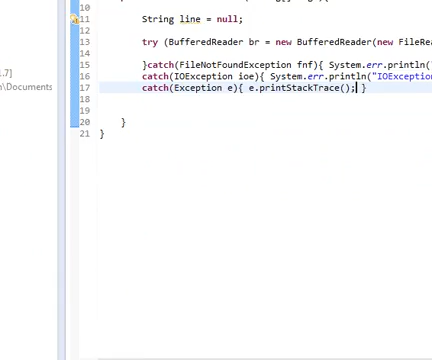 10
11 String line = null;
12
13 try (BufferedReader br = new BufferedReader(new FileRea
14
15 }catch(FileNotFoundException fnf){ System.err.println("
16 catch(IOException ioe){ System.err.println("IOException
17 catch(Exception e){ e.printStackTrace(); }
18
19
20 }
21 }
1.7]
\Documents